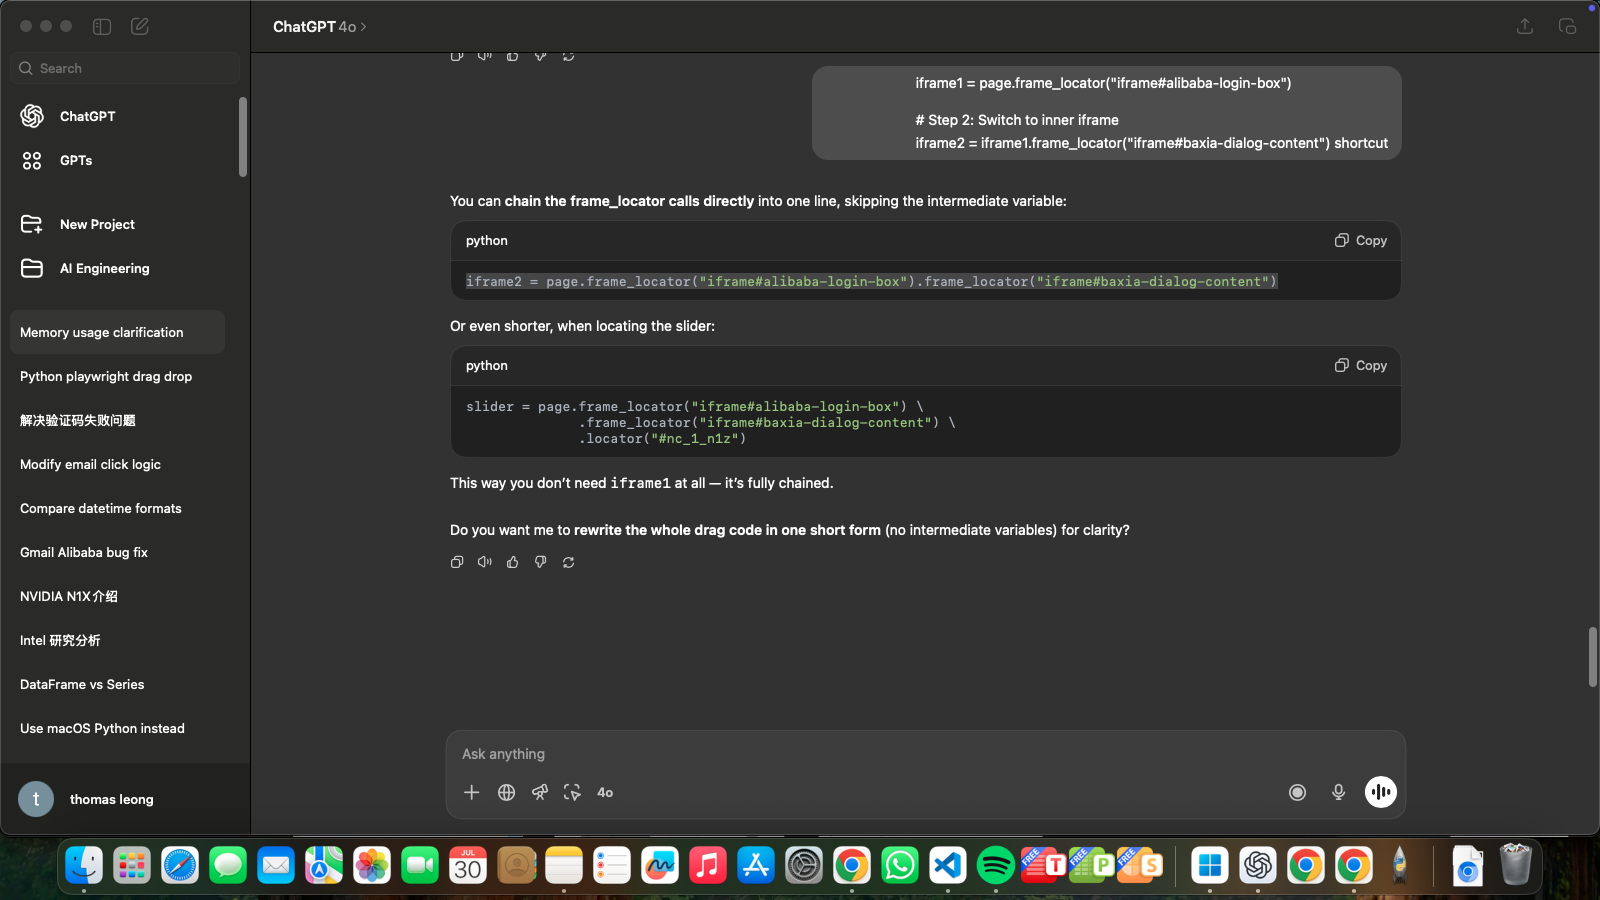 ChatGPT 4o >
Search
ChatGPT
GPTs
New Project
AI Engineering
Memory usage clarification
Python playwright drag drop
解决验证码失败问题
Modify email click logic
Compare datetime formats
Gmail Alibaba bug fix
NVIDIA N1X介绍
Intel 研究分析
DataFrame vs Series
Use macOS Python instead
t
thomas leong
iframe1 = page.frame_locator("iframe#alibaba-login-box")
# Step 2: Switch to inner iframe
iframe2 = iframe1.frame_locator("iframe#baxia-dialog-content") shortcut
You can chain the frame_locator calls directly into one line, skipping the intermediate variable:
python
Copy
iframe2 = page.frame_locator("iframe#alibaba-login-box").frame_locator("iframe#baxia-dialog-content")
Or even shorter, when locating the slider:
python
Copy
slider = page.frame_locator("iframe#alibaba-login-box") \
.frame_locator("iframe#baxia-dialog-content") \
.locator("#nc_1_n1z")
This way you don’t need iframe1 at all — it’s fully chained.
Do you want me to rewrite the whole drag code in one short form (no intermediate variables) for clarity?
Ask anything
4o
JUL
30
FREE
T
FREE
P
FREE
S